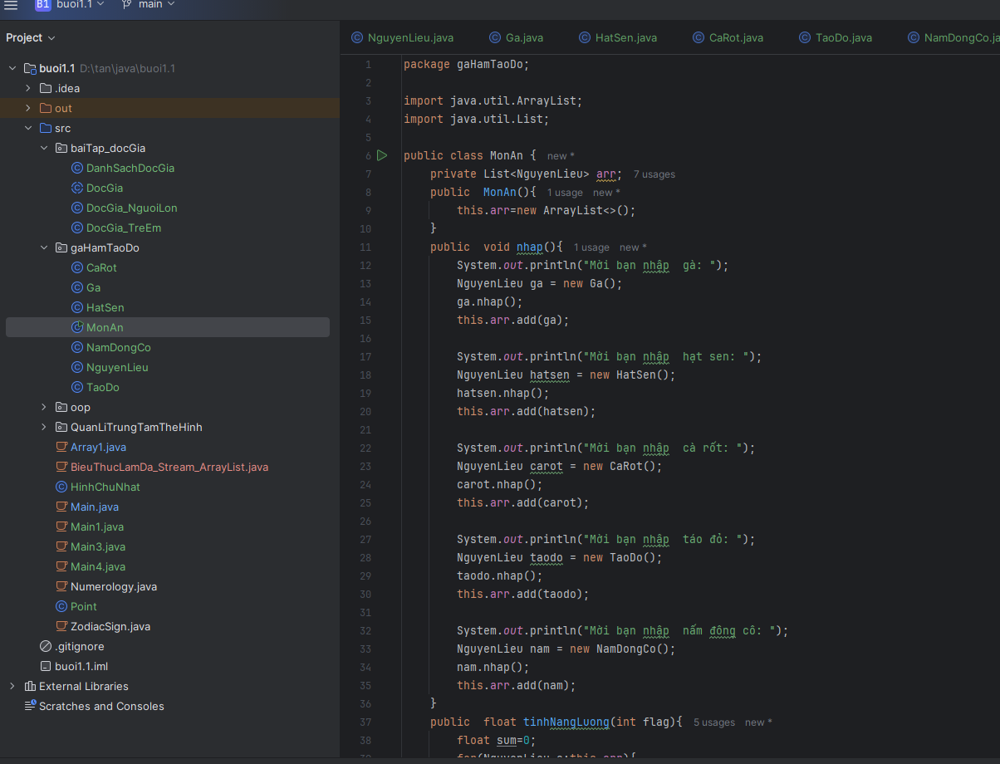 B1 buoi1.1 main
Project
buoi1.1 D:\tan\java\buoi1.1
.idea
out
src
baiTap_docGia
DanhSachDocGia
DocGia
DocGia_NguoiLon
DocGia_TreEm
gaHamTaoDo
CaRot
Ga
HatSen
MonAn
NamDongCo
NguyenLieu
TaoDo
oop
QuanLiTrungTamTheHinh
Array1.java
BieuThucLamDa_Stream_ArrayList.java
HinhChuNhat
Main.java
Main1.java
Main3.java
Main4.java
Numerology.java
Point
ZodiacSign.java
.gitignore
buoi1.1.iml
External Libraries
Scratches and Consoles
NguyenLieu.java Ga.java HatSen.java CaRot.java TaoDo.java NamDongCo.ja
1 package gaHamTaoDo;
2
3 import java.util.ArrayList;
4 import java.util.List;
5
6 public class MonAn { new *
7 private List<NguyenLieu> arr; 7 usages
8 public MonAn(){ 1 usage new *
9 this.arr=new ArrayList<>();
10 }
11 public void nhap(){ 1 usage new *
12 System.out.println("Mời bạn nhập gà: ");
13 NguyenLieu ga = new Ga();
14 ga.nhap();
15 this.arr.add(ga);
16
17 System.out.println("Mời bạn nhập hạt sen: ");
18 NguyenLieu hatsen = new HatSen();
19 hatsen.nhap();
20 this.arr.add(hatsen);
21
22 System.out.println("Mời bạn nhập cà rốt: ");
23 NguyenLieu carot = new CaRot();
24 carot.nhap();
25 this.arr.add(carot);
26
27 System.out.println("Mời bạn nhập táo đỏ: ");
28 NguyenLieu taodo = new TaoDo();
29 taodo.nhap();
30 this.arr.add(taodo);
31
32 System.out.println("Mời bạn nhập nấm đông cô: ");
33 NguyenLieu nam = new NamDongCo();
34 nam.nhap();
35 this.arr.add(nam);
36 }
37 public float tinhNangLuong(int flag){ 5 usages new *
38 float sum=0;